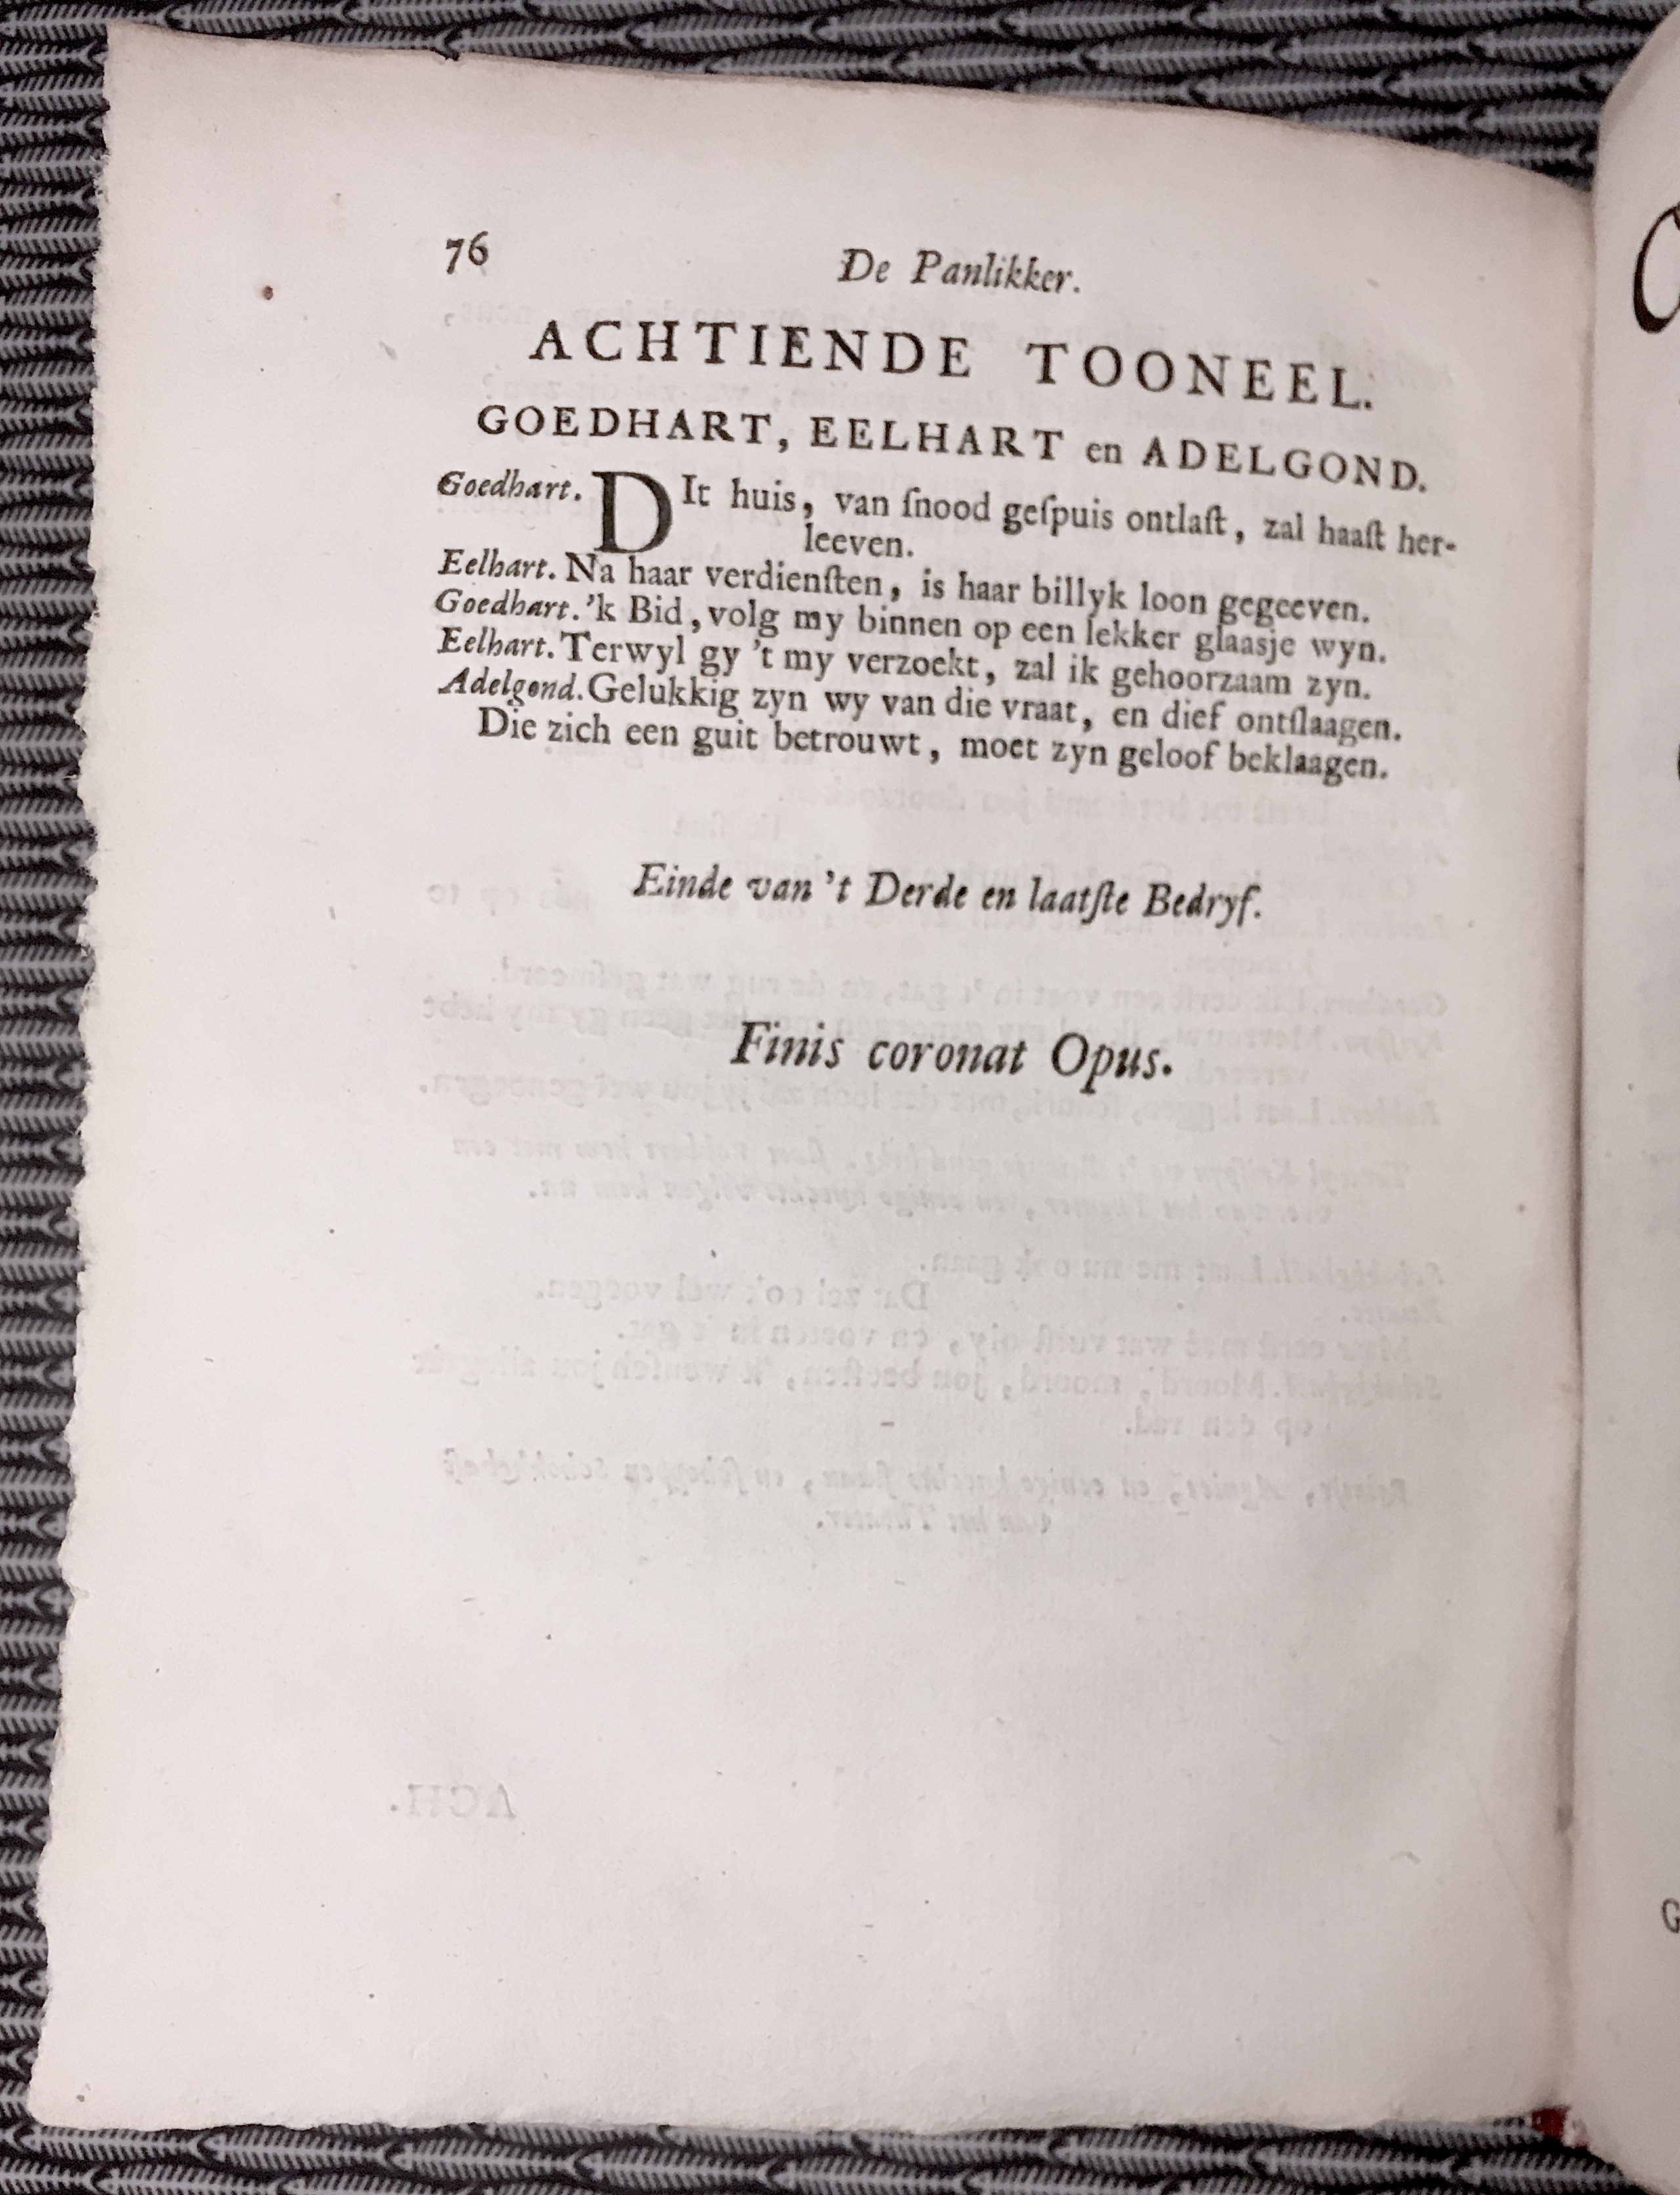 76
De Panlikker.
ACHTIENDE TOONEEL.
GOEDHART, EELHART en ADELGOND.
Goedhart. DIt huis, van ſnood geſpuis ontlaſt, zal haaſt her-
leeven.
Eelhart. Na haar verdienſten, is haar billyk loon gegeeven.
Goedhart. 'k Bid, volg my binnen op een lekker glaasje wyn.
Eelhart. Terwyl gy 't my verzoekt, zal ik gehoorzaam zyn.
Adelgond. Gelukkig zyn wy van die vraat, en dief ontſlaagen.
Die zich een guit betrouwt, moet zyn geloof beklaagen.
Einde van 't Derde en laatſte Bedryf.
Finis coronat Opus.